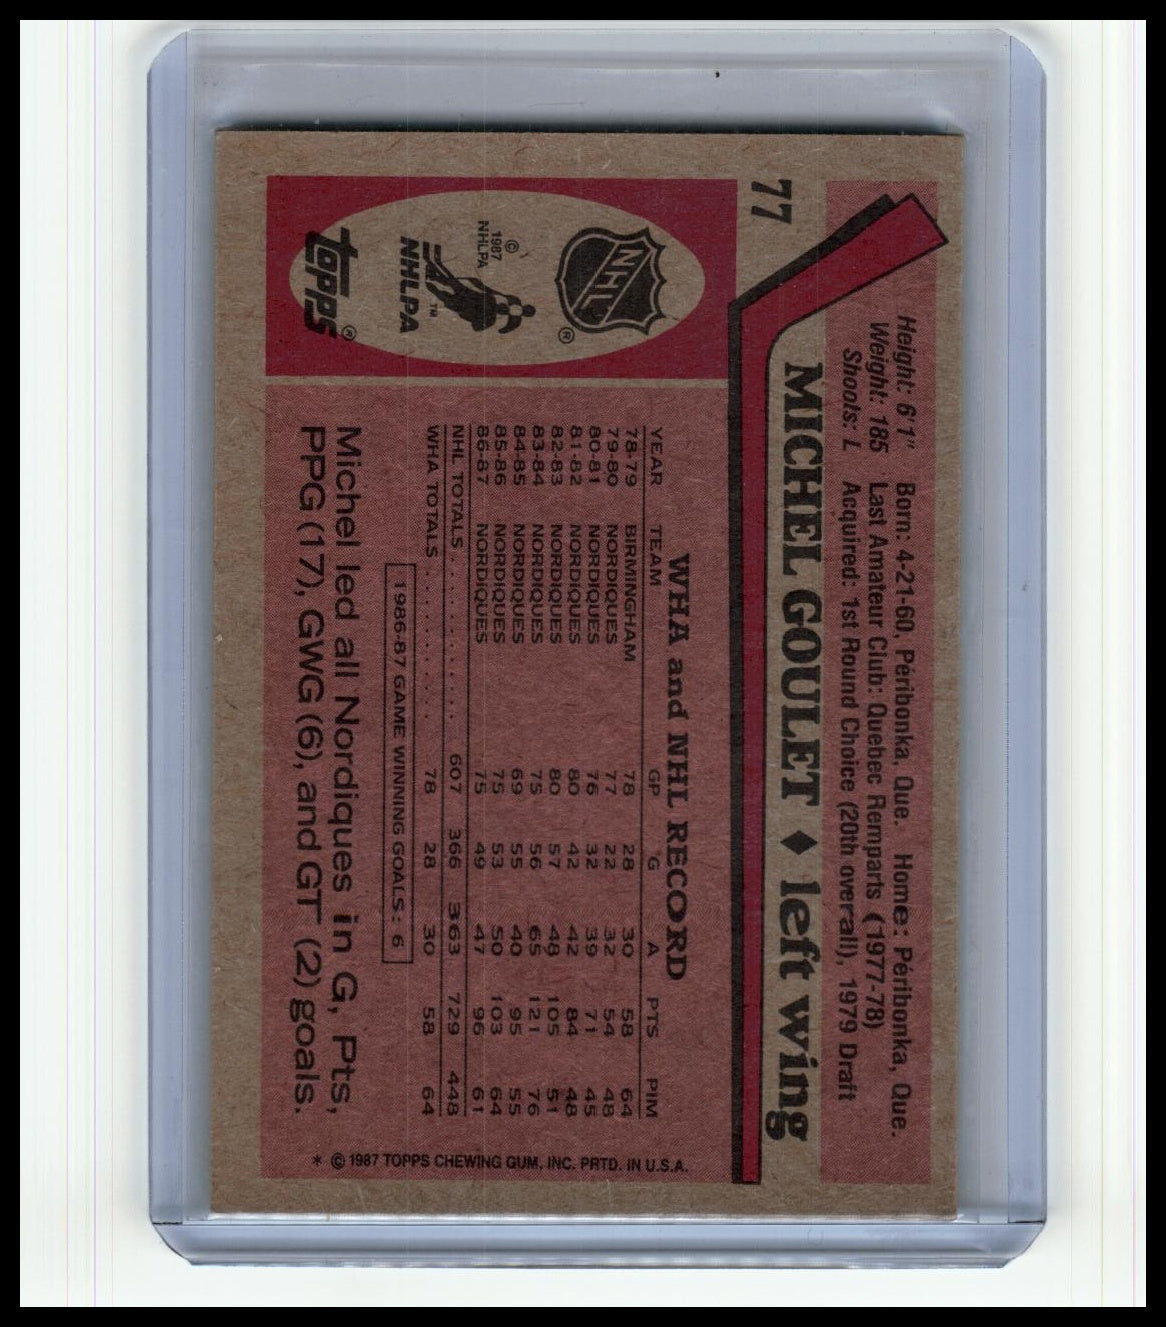 77
Height: 6'1" Born: 4-21-60, Péribonka, Que. Home: Péribonka, Que.
Weight: 185 Last Amateur Club: Quebec Remparts (1977-78)
Shoots: L Acquired: 1st Round Choice (20th overall), 1979 Draft
MICHEL GOULET ♦ left wing
NHL
®
© 1987 NHLPA
™
NHLPA
topps®
WHA and NHL RECORD
YEAR TEAM GP G A PTS PIM
78-79 BIRMINGHAM 78 28 30 58 64
79-80 NORDIQUES 77 22 32 54 48
80-81 NORDIQUES 76 32 39 71 45
81-82 NORDIQUES 80 42 42 84 48
82-83 NORDIQUES 80 57 48 105 51
83-84 NORDIQUES 75 56 65 121 76
84-85 NORDIQUES 69 55 40 95 55
85-86 NORDIQUES 75 53 50 103 64
86-87 NORDIQUES 75 49 47 96 61
NHL TOTALS . . . . . . . . . . . 607 366 363 729 448
WHA TOTALS . . . . . . . . . . 78 28 30 58 64
1986-87 GAME WINNING GOALS: 6
Michel led all Nordiques in G, Pts,
PPG (17), GWG (6), and GT (2) goals.
* © 1987 TOPPS CHEWING GUM, INC. PRTD. IN U.S.A.